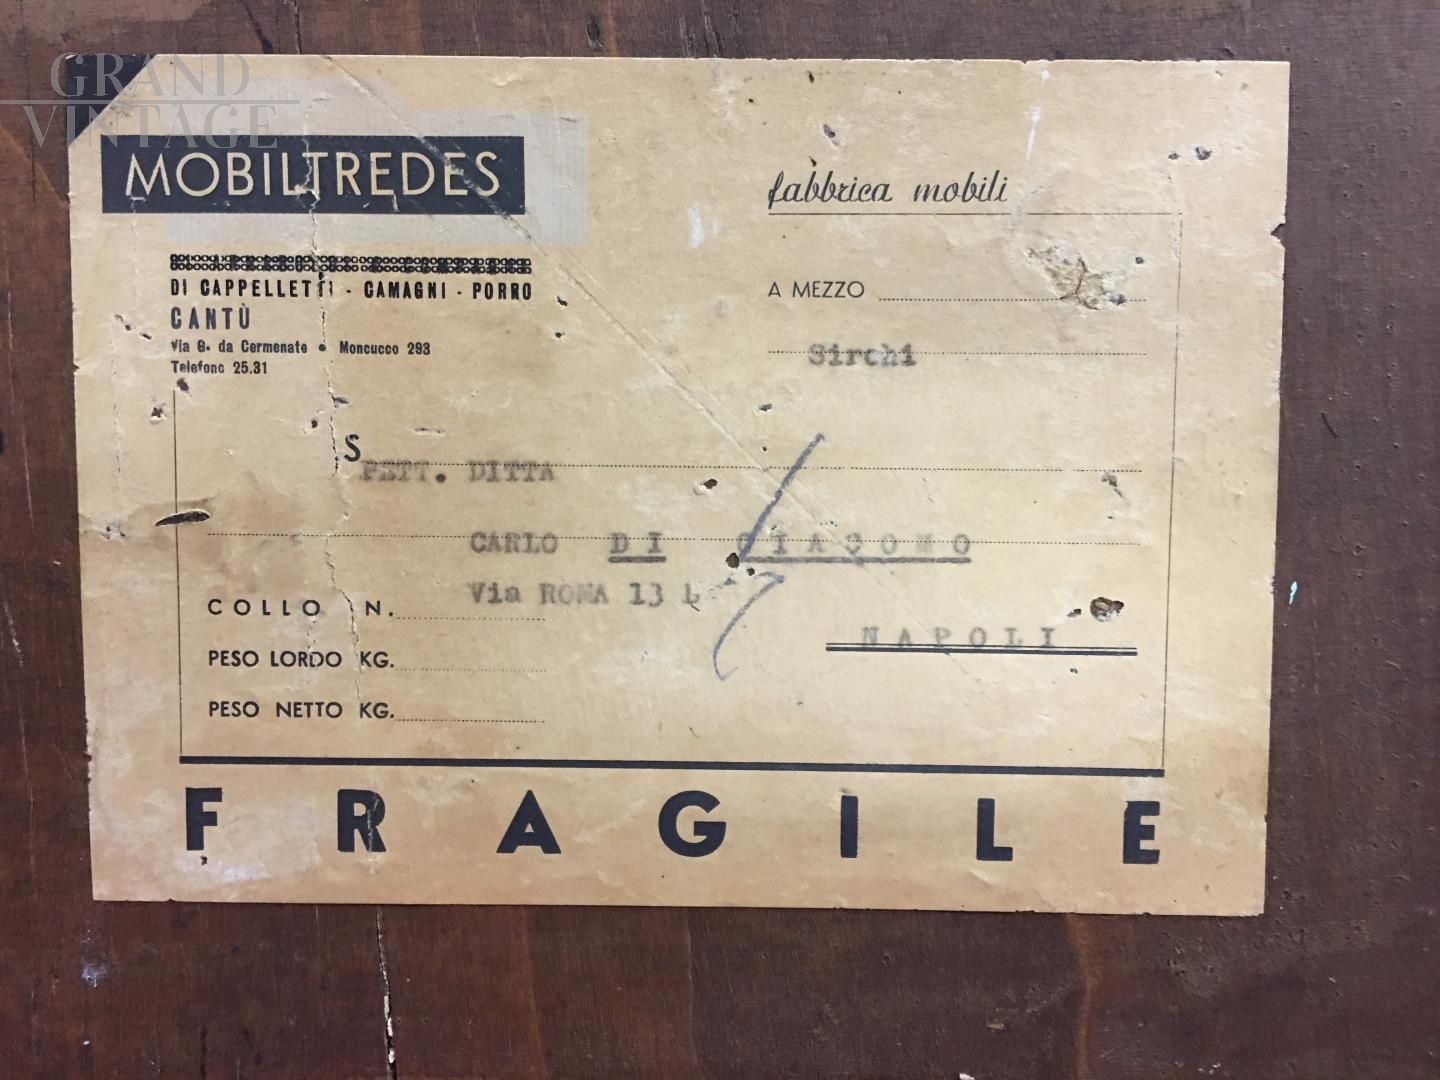 GRAND
VINTAGE
MOBILTREDES
fabbrica mobili
DI CAPPELLETTI - CAMAGNI - PORRO
CANTÙ
Via G. da Cermenate • Moncucco 293
Telefono 25.31
A MEZZO
Sirchi
SPETT. DITTA
CARLO DI GIACOMO
Via ROMA 13
NAPOLI
COLLO N.
PESO LORDO KG.
PESO NETTO KG.
FRAGILE